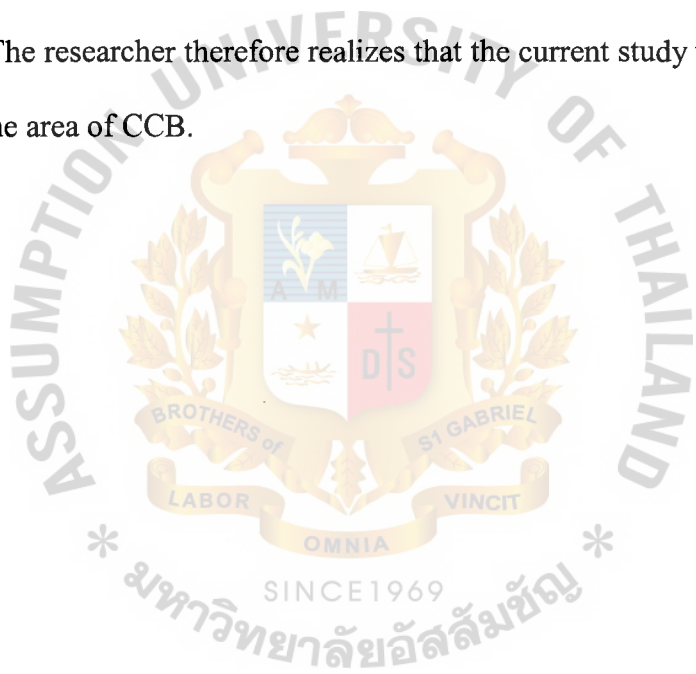 The researcher therefore realizes that the current study
ne area of CCB.
ASSUMPTION UNIVERSITY OF THAILAND
A M
D S
BROTHERS of
ST GABRIEL
LABOR
VINCIT
OMNIA
* SINCE1969 *
มหาวิทยาลัยอัสสัมชัญ